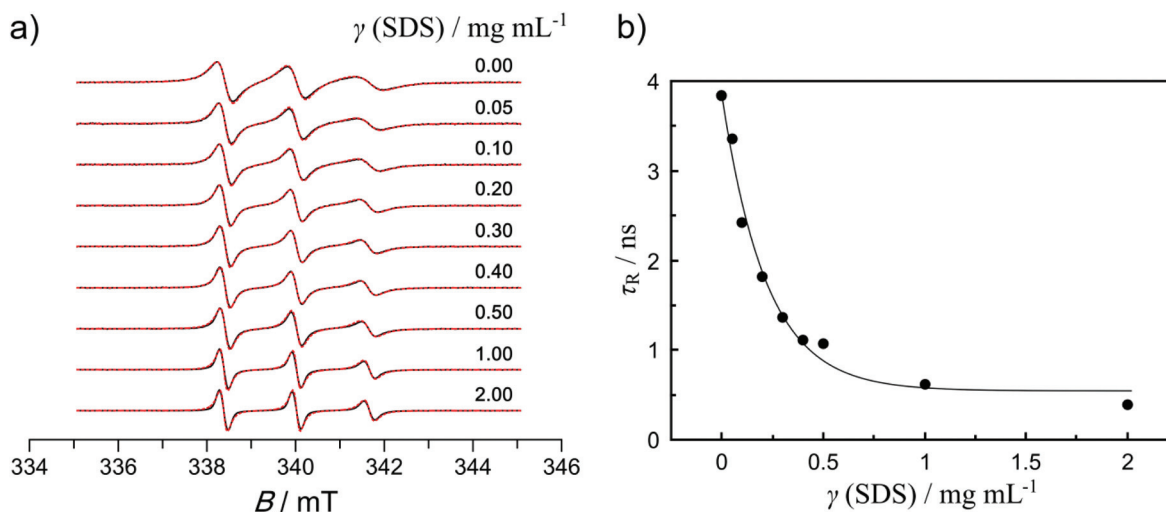 a)
γ (SDS) / mg mL⁻¹
0.00
0.05
0.10
0.20
0.30
0.40
0.50
1.00
2.00
334 336 338 340 342 344 346
B / mT
b)
4
3
2
1
0
τR / ns
0 0.5 1 1.5 2
γ (SDS) / mg mL⁻¹